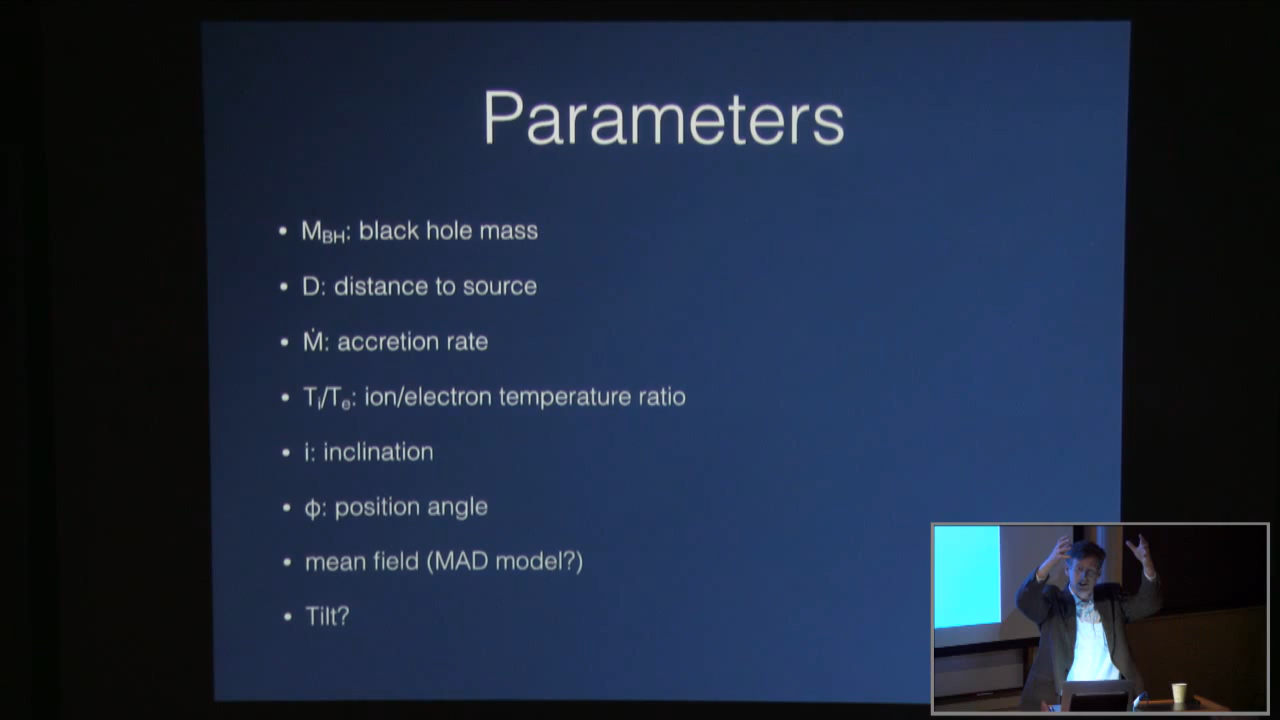 Parameters
• M_BH: black hole mass
• D: distance to source
• Ṁ: accretion rate
• T_i/T_e: ion/electron temperature ratio
• i: inclination
• ϕ: position angle
• mean field (MAD model?)
• Tilt?